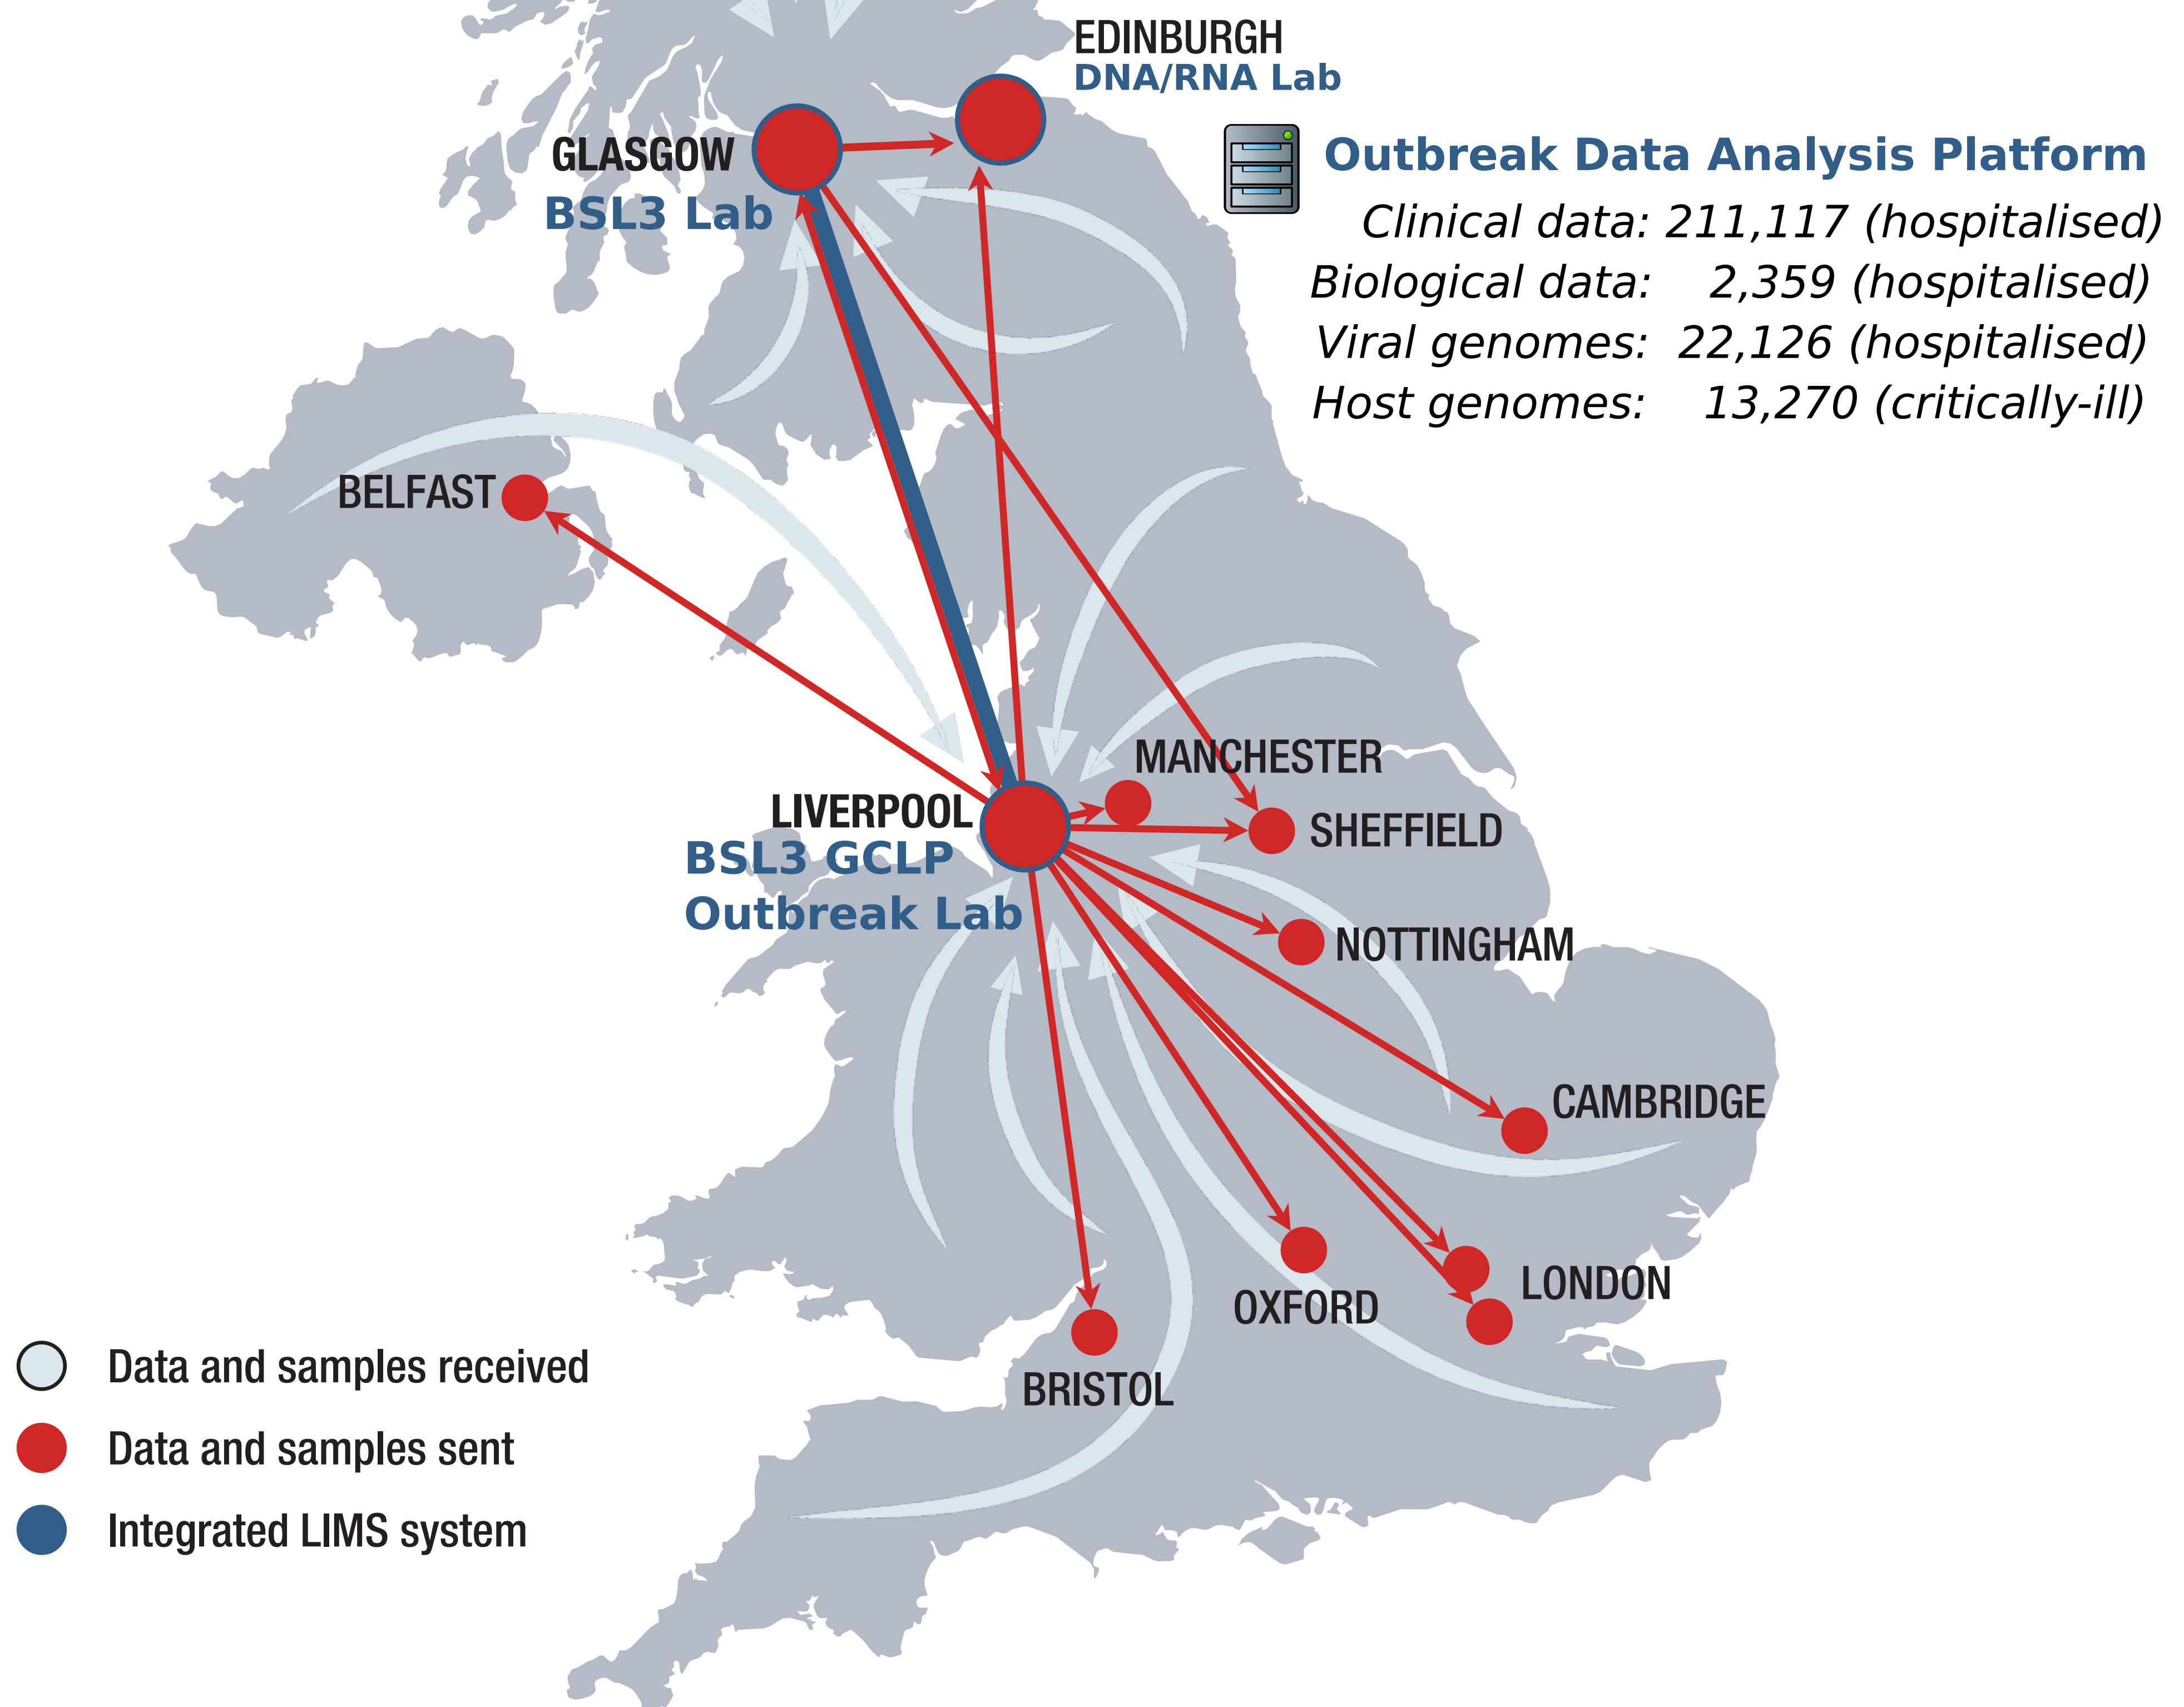 EDINBURGH
DNA/RNA Lab
GLASGOW
BSL3 Lab
Outbreak Data Analysis Platform
Clinical data: 211,117 (hospitalised)
Biological data: 2,359 (hospitalised)
Viral genomes: 22,126 (hospitalised)
Host genomes: 13,270 (critically-ill)
BELFAST
MANCHESTER
LIVERPOOL
BSL3 GCLP
Outbreak Lab
SHEFFIELD
NOTTINGHAM
CAMBRIDGE
LONDON
OXFORD
BRISTOL
Data and samples received
Data and samples sent
Integrated LIMS system